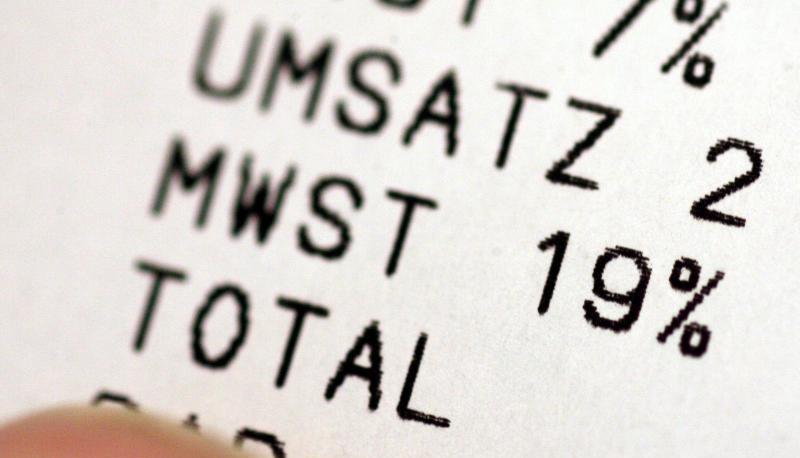 7%
UMSATZ 2
MWST 19%
TOTAL